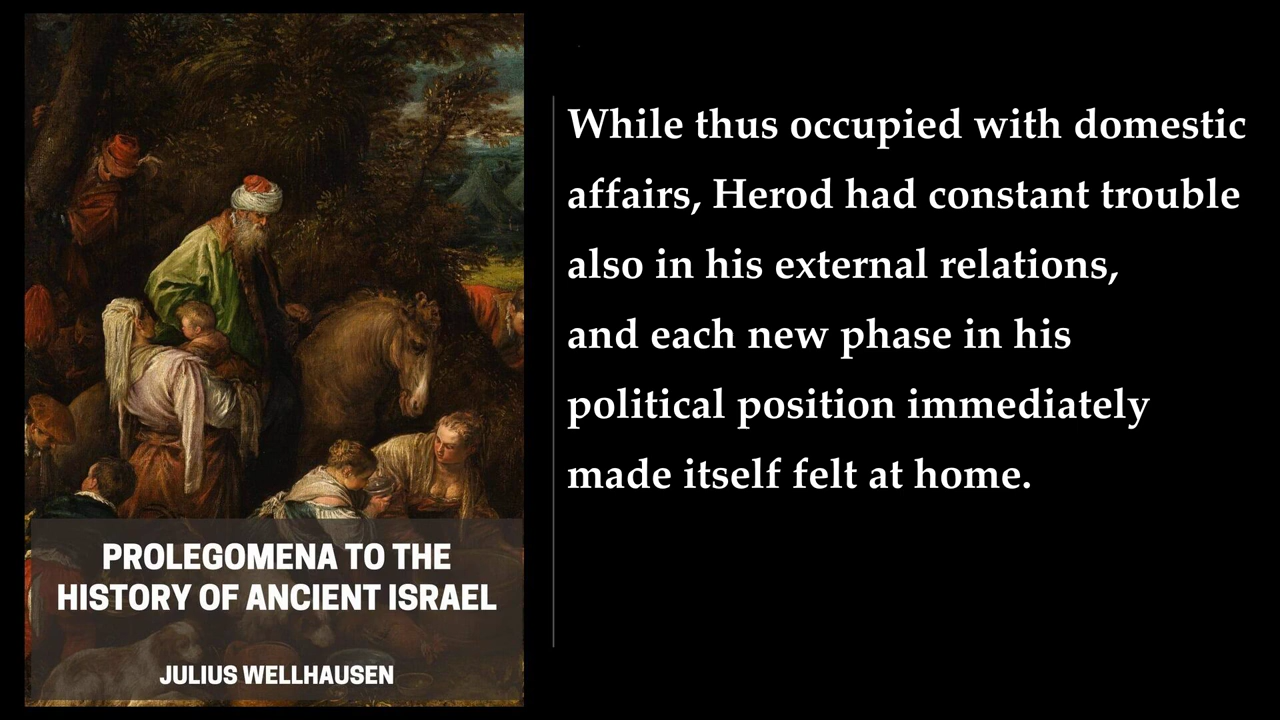 While thus occupied with domestic
affairs, Herod had constant trouble
also in his external relations,
and each new phase in his
political position immediately
made itself felt at home.
PROLEGOMENA TO THE
HISTORY OF ANCIENT ISRAEL
JULIUS WELLHAUSEN